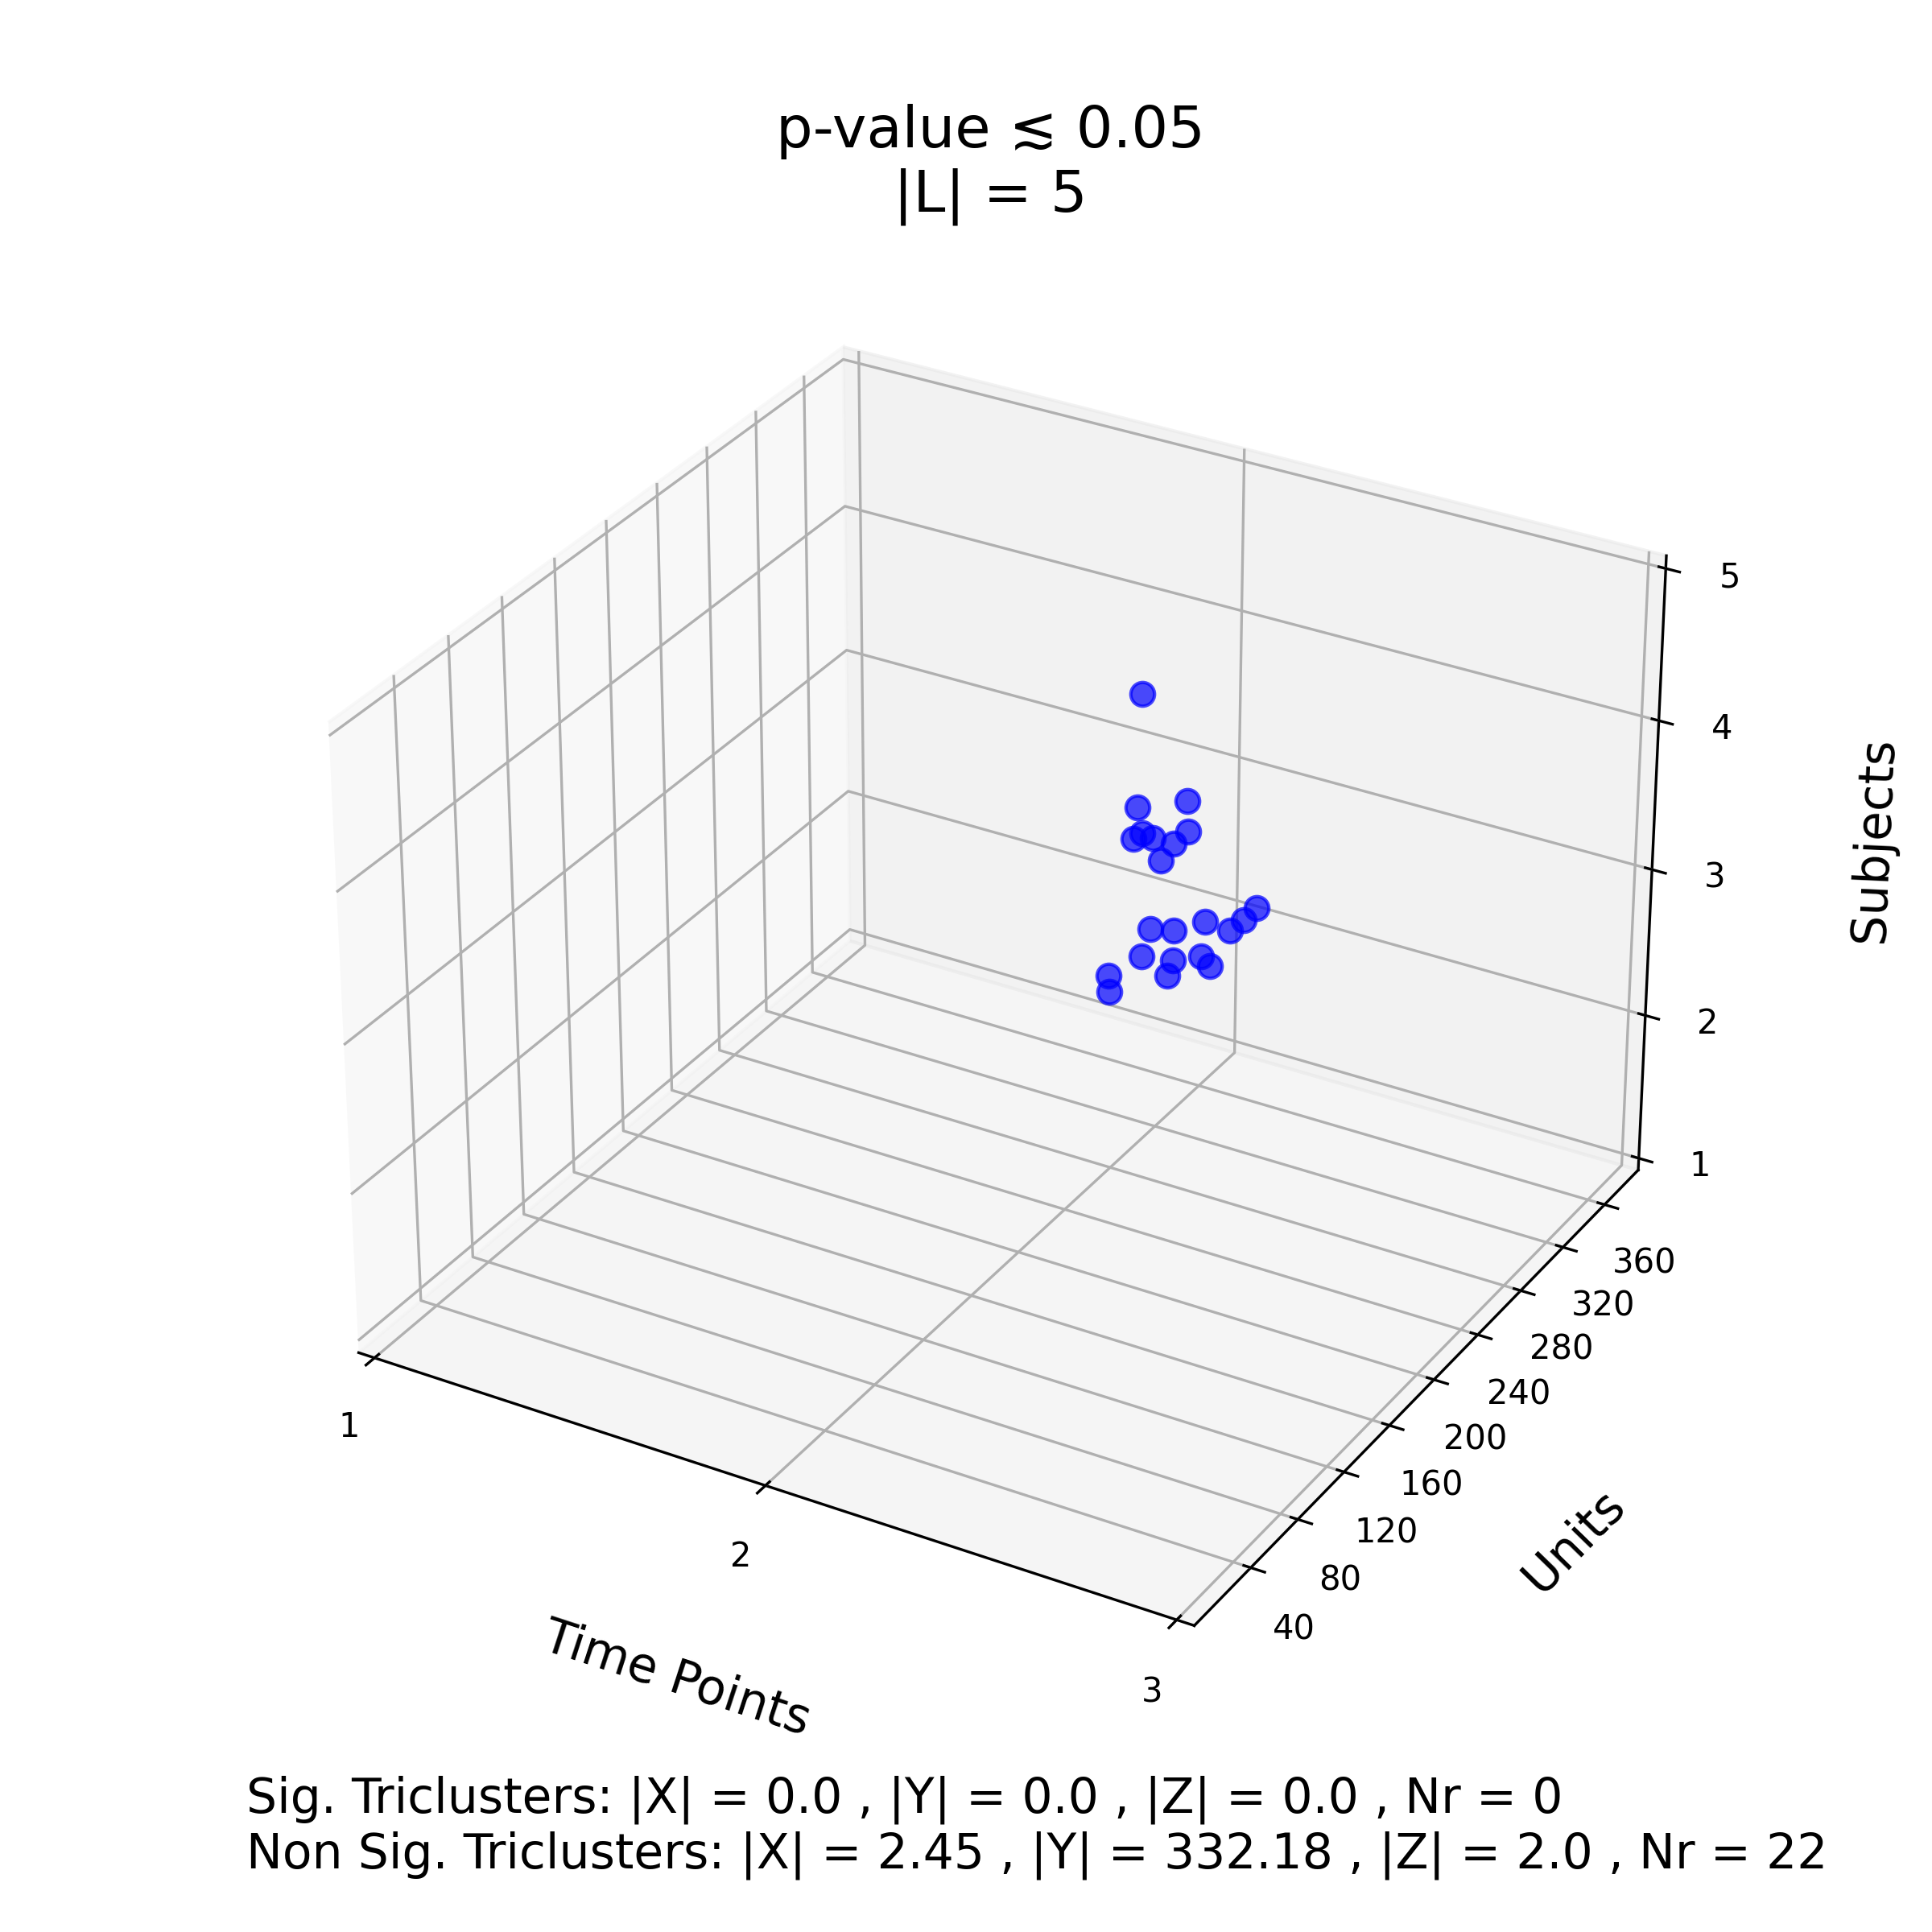 p-value ⪅ 0.05
|L| = 5
5
4
3
2
1
Subjects
360
320
280
240
200
160
120
80
40
Units
1
2
3
Time Points
Sig. Triclusters: |X| = 0.0 , |Y| = 0.0 , |Z| = 0.0 , Nr = 0
Non Sig. Triclusters: |X| = 2.45 , |Y| = 332.18 , |Z| = 2.0 , Nr = 22